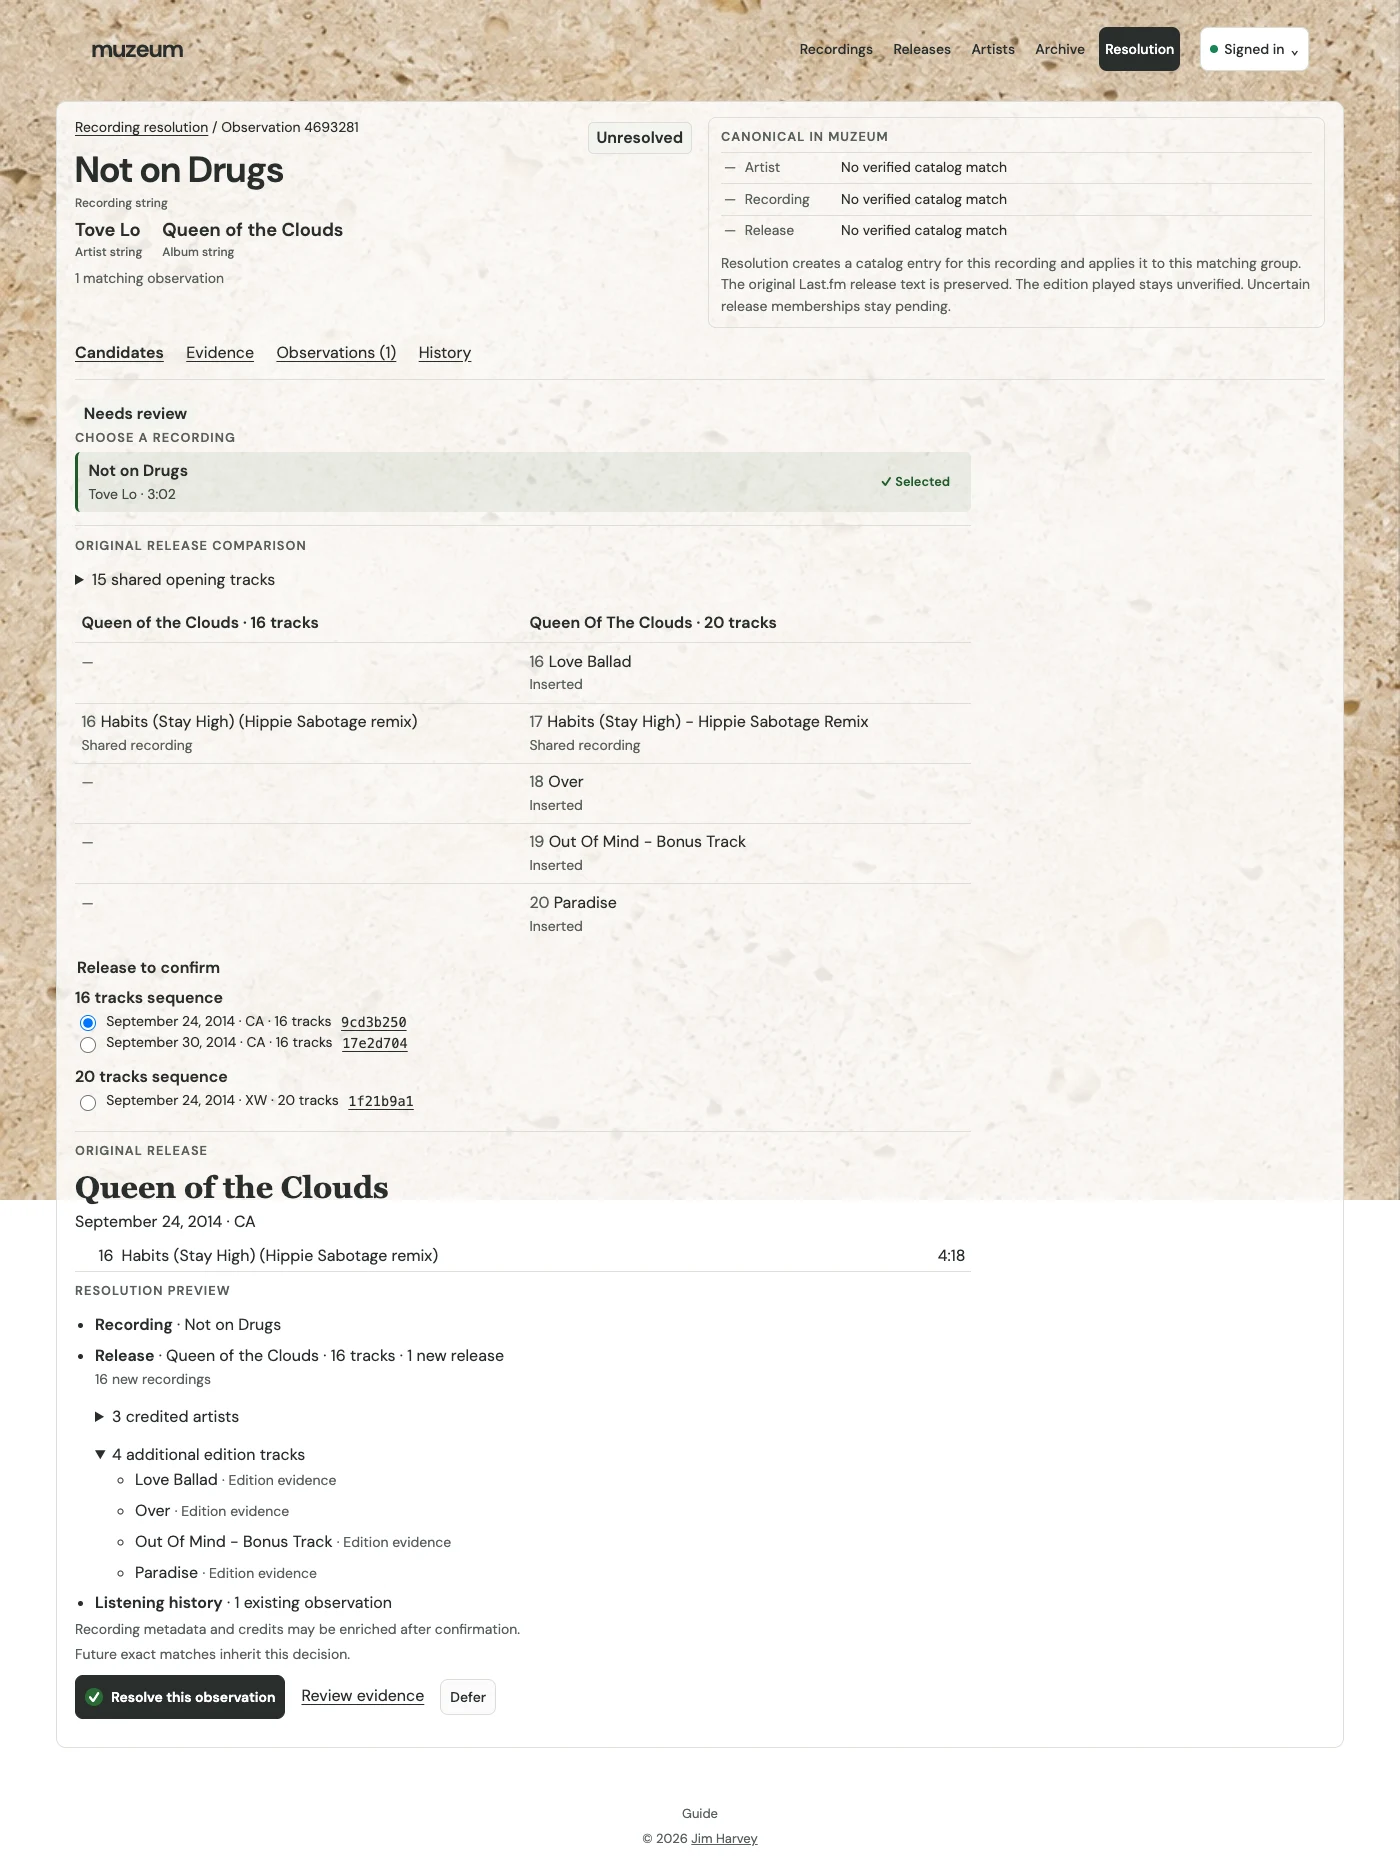 muzeum
Recordings Releases Artists Archive Resolution Signed in
Recording resolution / Observation 4693281
Unresolved
Not on Drugs
Recording string
Tove Lo Queen of the Clouds
Artist string Album string
1 matching observation
CANONICAL IN MUZEUM
— Artist No verified catalog match
— Recording No verified catalog match
— Release No verified catalog match
Resolution creates a catalog entry for this recording and applies it to this matching group.
The original Last.fm release text is preserved. The edition played stays unverified. Uncertain
release memberships stay pending.
Candidates Evidence Observations (1) History
Needs review
CHOOSE A RECORDING
Not on Drugs
Tove Lo · 3:02
✓ Selected
ORIGINAL RELEASE COMPARISON
▶ 15 shared opening tracks
Queen of the Clouds · 16 tracks Queen Of The Clouds · 20 tracks
— 16 Love Ballad
Inserted
16 Habits (Stay High) (Hippie Sabotage remix) 17 Habits (Stay High) - Hippie Sabotage Remix
Shared recording Shared recording
— 18 Over
Inserted
— 19 Out Of Mind - Bonus Track
Inserted
— 20 Paradise
Inserted
Release to confirm
16 tracks sequence
September 24, 2014 · CA · 16 tracks 9cd3b250
September 30, 2014 · CA · 16 tracks 17e2d704
20 tracks sequence
September 24, 2014 · XW · 20 tracks 1f21b9a1
ORIGINAL RELEASE
Queen of the Clouds
September 24, 2014 · CA
16 Habits (Stay High) (Hippie Sabotage remix) 4:18
RESOLUTION PREVIEW
• Recording · Not on Drugs
• Release · Queen of the Clouds · 16 tracks · 1 new release
16 new recordings
▶ 3 credited artists
▼ 4 additional edition tracks
Love Ballad · Edition evidence
Over · Edition evidence
Out Of Mind - Bonus Track · Edition evidence
Paradise · Edition evidence
• Listening history · 1 existing observation
Recording metadata and credits may be enriched after confirmation.
Future exact matches inherit this decision.
Resolve this observation Review evidence Defer
Guide
© 2026 Jim Harvey